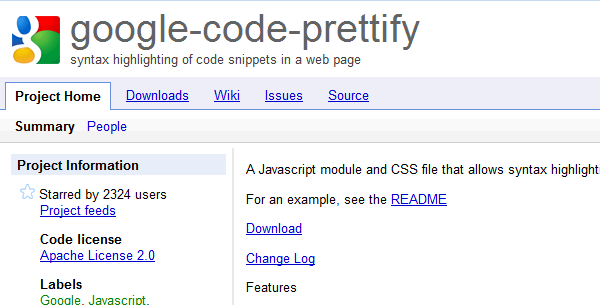 google-code-prettify
syntax highlighting of code snippets in a web page
Project Home Downloads Wiki Issues Source
Summary People
Project Information
Starred by 2324 users
Project feeds
Code license
Apache License 2.0
Labels
Google, Javascript,
A Javascript module and CSS file that allows syntax highlighti
For an example, see the README
Download
Change Log
Features